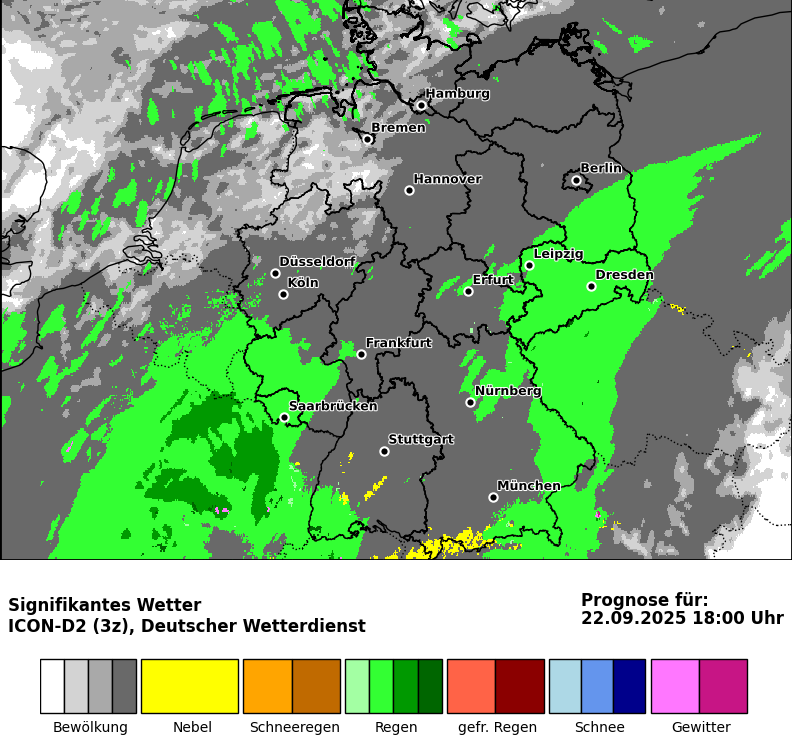 Hamburg
Bremen
Berlin
Hannover
Leipzig
Düsseldorf
Dresden
Köln
Erfurt
Frankfurt
Nürnberg
Saarbrücken
Stuttgart
München
Signifikantes Wetter
ICON-D2 (3z), Deutscher Wetterdienst
Prognose für:
22.09.2025 18:00 Uhr
Bewölkung Nebel Schneeregen Regen gefr. Regen Schnee Gewitter